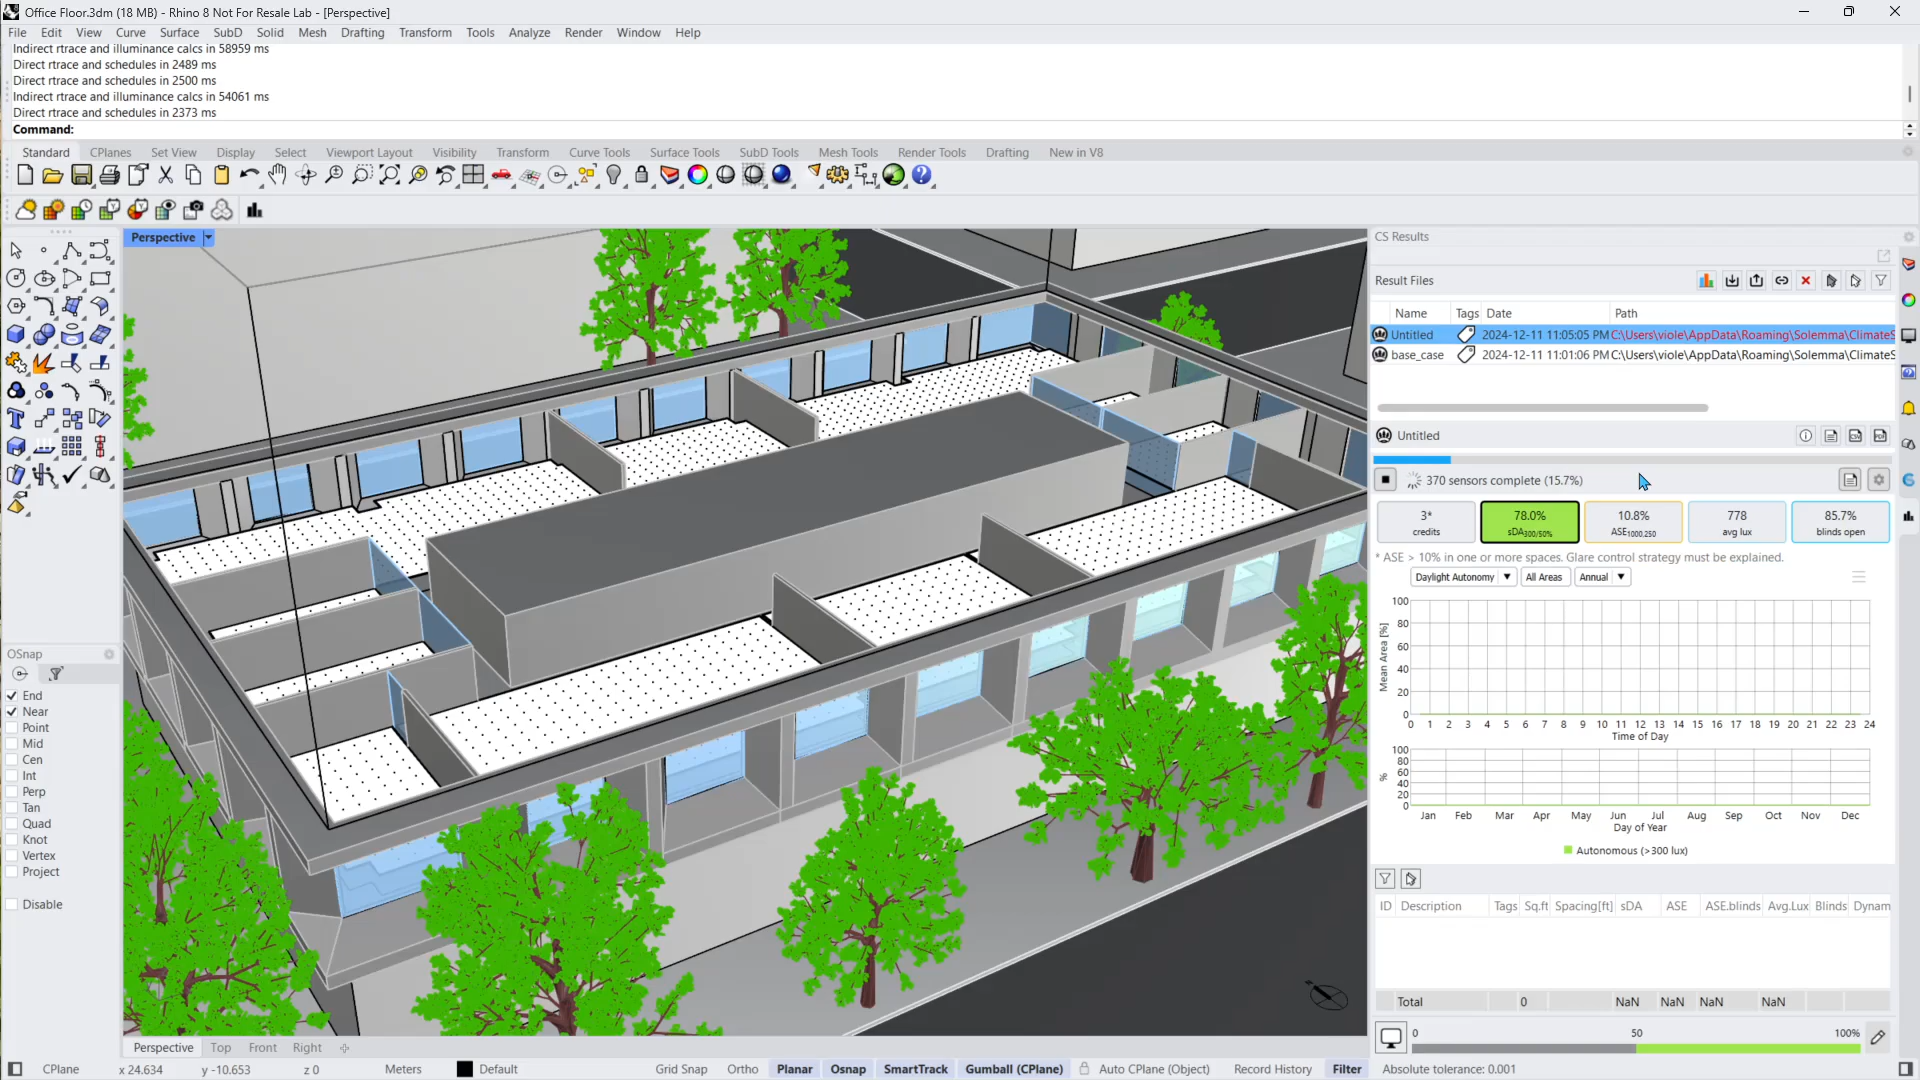 Office Floor.3dm (18 MB) - Rhino 8 Not For Resale Lab - [Perspective]
File Edit View Curve Surface SubD Solid Mesh Drafting Transform Tools Analyze Render Window Help
Indirect rtrace and illuminance calcs in 58959 ms
Direct rtrace and schedules in 2489 ms
Direct rtrace and schedules in 2500 ms
Indirect rtrace and illuminance calcs in 54061 ms
Direct rtrace and schedules in 2373 ms
Command:
Standard CPlanes Set View Display Select Viewport Layout Visibility Transform Curve Tools Surface Tools SubD Tools Mesh Tools Render Tools Drafting New in V8
Perspective
OSnap
End
Near
Point
Mid
Cen
Int
Perp
Tan
Quad
Knot
Vertex
Project
Disable
CS Results
Result Files
Name Tags Date Path
Untitled 2024-12-11 11:05:05 PM C:\Users\viole\AppData\Roaming\Solemma\ClimateS
base_case 2024-12-11 11:01:06 PM C:\Users\viole\AppData\Roaming\Solemma\ClimateS
Untitled
370 sensors complete (15.7%)
3* credits
78.0% sDA300/50%
10.8% ASE1000,250
778 avg lux
85.7% blinds open
* ASE > 10% in one or more spaces. Glare control strategy must be explained.
Daylight Autonomy All Areas Annual
Mean Area [%]
100
80
60
40
20
0
0 1 2 3 4 5 6 7 8 9 10 11 12 13 14 15 16 17 18 19 20 21 22 23 24
Time of Day
%
100
80
60
40
20
0
Jan Feb Mar Apr May Jun Jul Aug Sep Oct Nov Dec
Day of Year
Autonomous (>300 lux)
ID Description Tags Sq.ft Spacing[ft] sDA ASE ASE.blinds Avg.Lux Blinds Dynam
Total 0 NaN NaN NaN NaN
0 50 100%
Perspective Top Front Right
CPlane x 24.634 y -10.653 z 0 Meters Default Grid Snap Ortho Planar Osnap SmartTrack Gumball (CPlane) Auto CPlane (Object) Record History Filter Absolute tolerance: 0.001